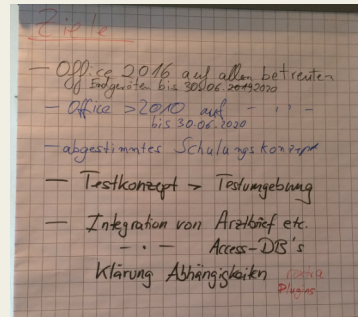 Ziele
- Office 2016 auf allen betreuten
Endgeräten bis 30.06.2020
- Office > 2010 auf - " -
bis 30.06.2020
- abgestimmtes Schulungskonzept
- Testkonzept > Testumgebung
- Integration von Arztbrief etc.
- " - Access-DB's
Klärung Abhängigkeiten
Plugins